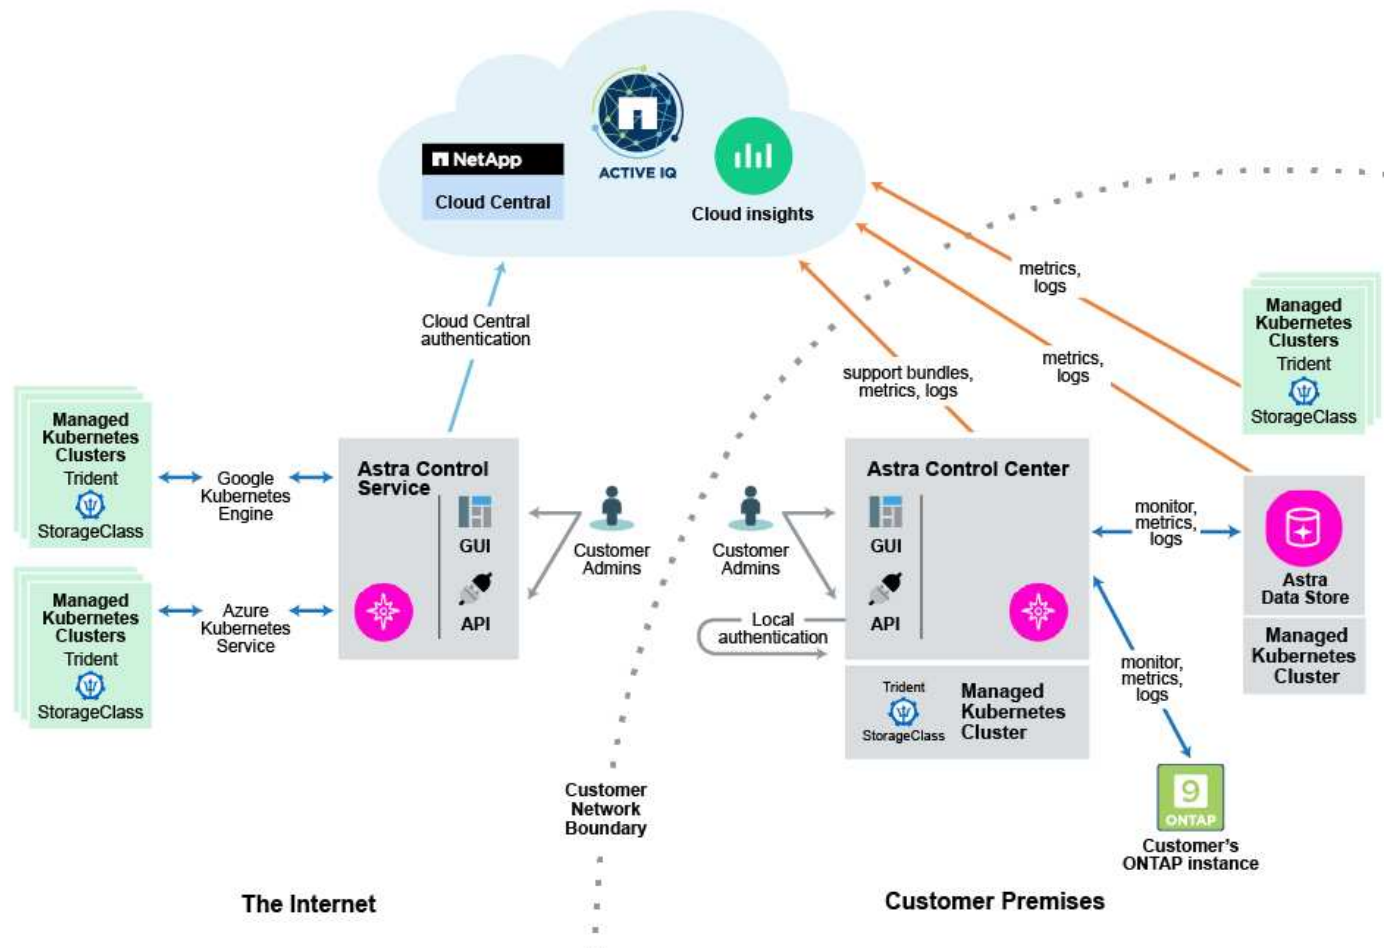 NetApp
Cloud Central
ACTIVE IQ
Cloud insights
Cloud Central
authentication
metrics,
logs
metrics,
logs
support bundles,
metrics, logs
Managed
Kubernetes
Clusters
Trident
StorageClass
Managed
Kubernetes
Clusters
Trident
StorageClass
Google
Kubernetes
Engine
Managed
Kubernetes
Clusters
Trident
StorageClass
Azure
Kubernetes
Service
Astra Control
Service
GUI
API
Customer
Admins
Customer
Admins
Astra Control Center
GUI
API
Local
authentication
Trident
StorageClass
Managed
Kubernetes
Cluster
monitor,
metrics,
logs
Astra
Data Store
Managed
Kubernetes
Cluster
monitor,
metrics,
logs
9
ONTAP
Customer's
ONTAP instance
Customer
Network
Boundary
The Internet
Customer Premises